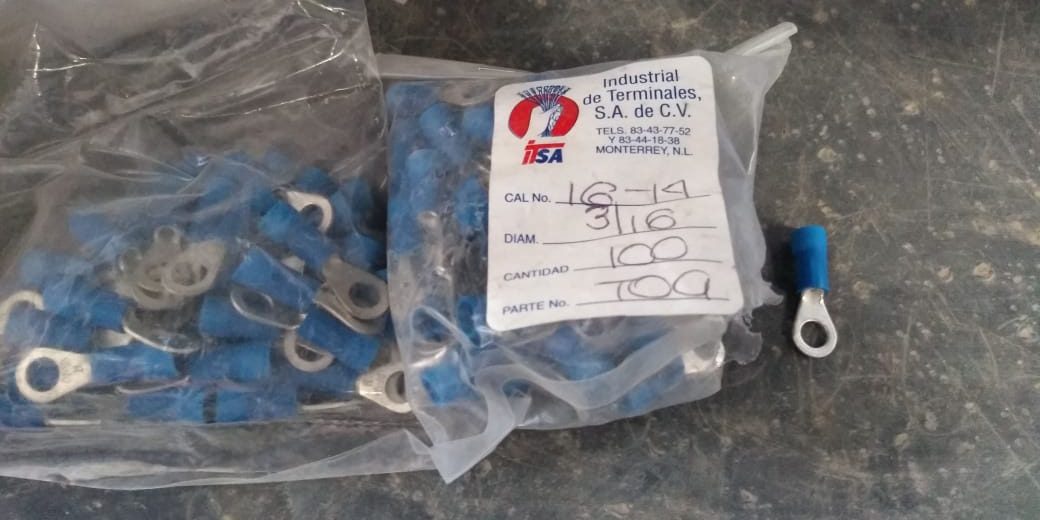 Industrial
de Terminales,
S.A. de C.V.
TELS. 83-43-77-52
Y 83-44-18-38
MONTERREY, N.L.
ITSA
CAL No. 16-14
DIAM. 3/16
CANTIDAD 100
PARTE No.